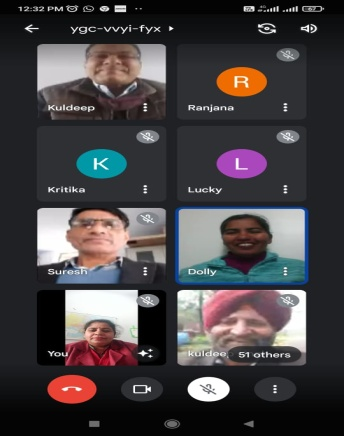 12:32 PM
ygc-vvyi-fyx
Kuldeep
R
Ranjana
K
Kritika
L
Lucky
Suresh
Dolly
You
kuldee.
51 others